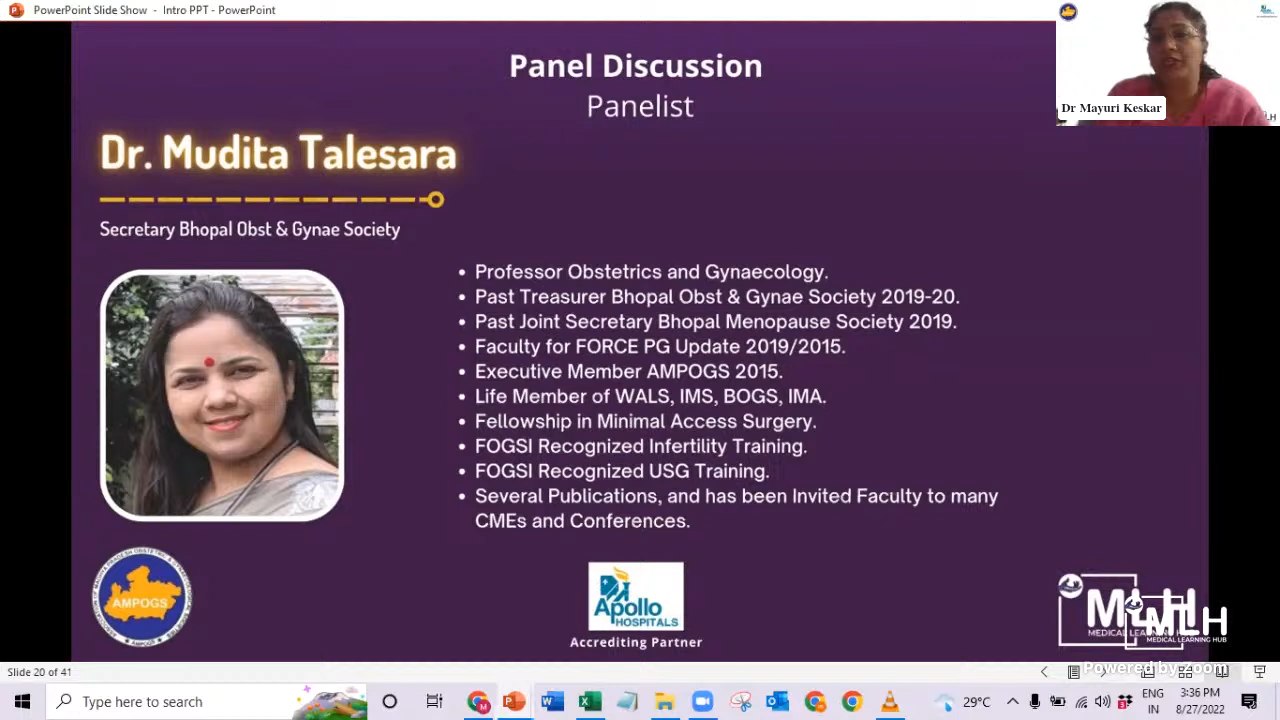 PowerPoint Slide Show - Intro PPT - PowerPoint
Dr Mayuri Keskar
Panel Discussion
Panelist
Dr. Mudita Talesara
Secretary Bhopal Obst & Gynae Society
• Professor Obstetrics and Gynaecology.
• Past Treasurer Bhopal Obst & Gynae Society 2019-20.
• Past Joint Secretary Bhopal Menopause Society 2019.
• Faculty for FORCE PG Update 2019/2015.
• Executive Member AMPOGS 2015.
• Life Member of WALS, IMS, BOGS, IMA.
• Fellowship in Minimal Access Surgery.
• FOGSI Recognized Infertility Training.
• FOGSI Recognized USG Training.
• Several Publications, and has been Invited Faculty to many
CMEs and Conferences.
AMPOGS
Apollo
HOSPITALS
Accrediting Partner
MLH
MEDICAL LEARNING HUB
Powered by zoom
Slide 20 of 41
Type here to search
29°C
ENG
IN
3:36 PM
8/27/2022